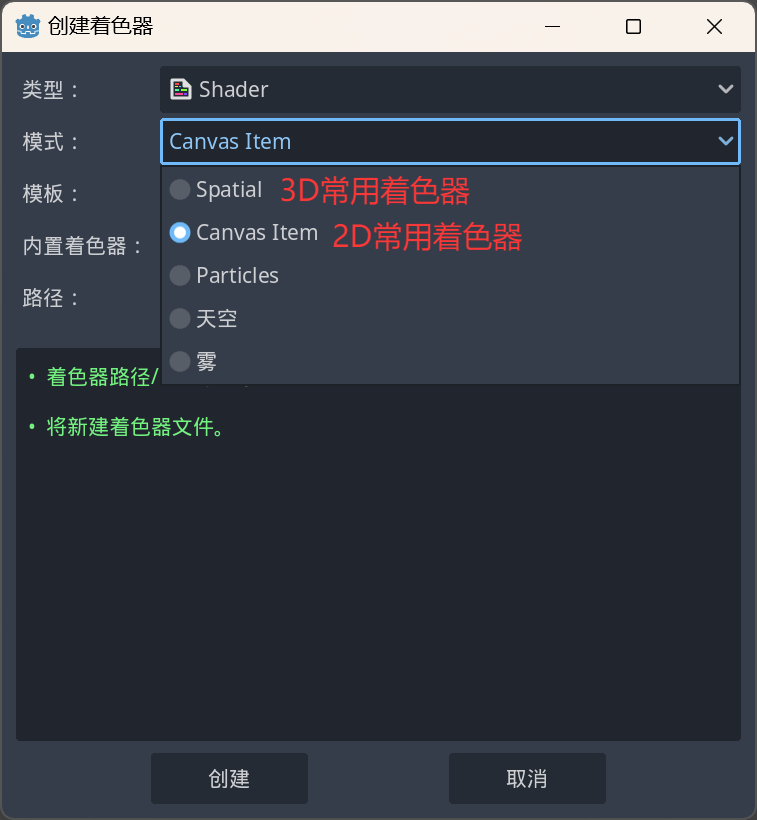 创建着色器
类型：
Shader
模式：
Canvas Item
模板：
Spatial 3D常用着色器
Canvas Item 2D常用着色器
内置着色器：
Particles
路径：
天空
雾
• 着色器路径/
• 将新建着色器文件。
创建
取消